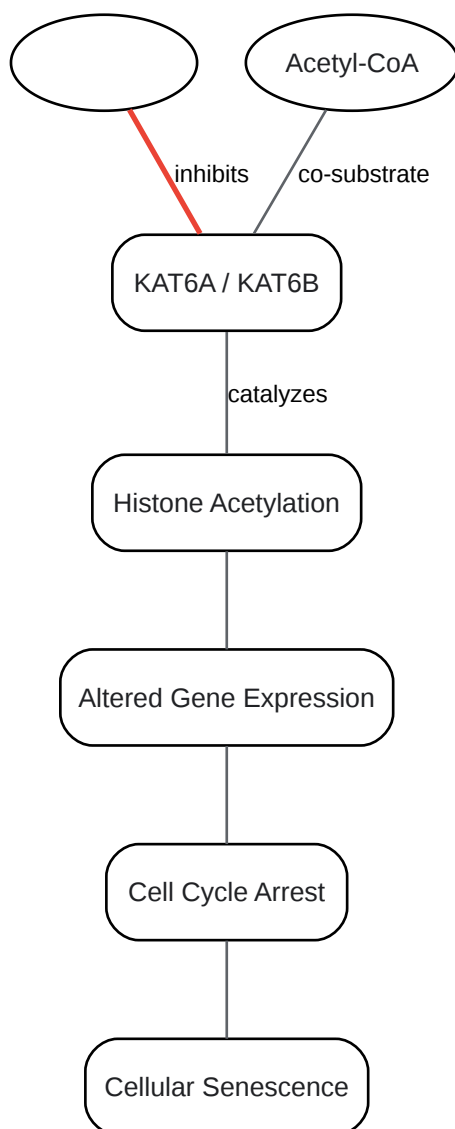 Acetyl-CoA
inhibits
co-substrate
KAT6A / KAT6B
catalyzes
Histone Acetylation
Altered Gene Expression
Cell Cycle Arrest
Cellular Senescence